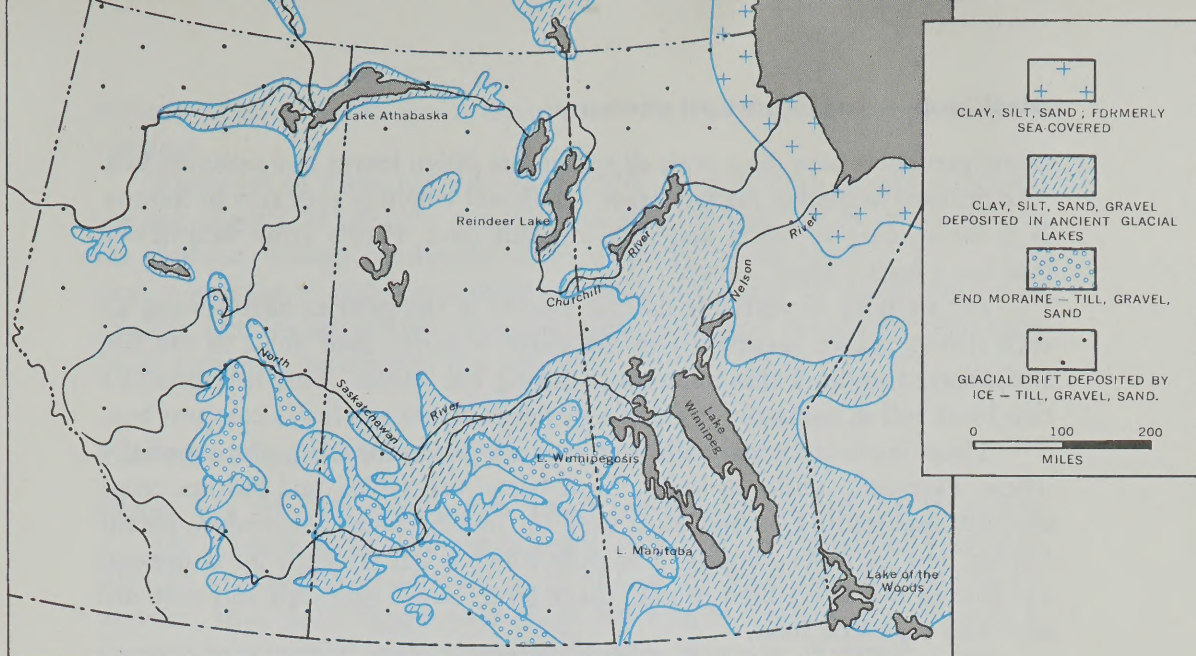 Lake Athabaska
Reindeer Lake
Churchill
River
Nelson
River
North
Saskatchewan
River
Lake
Winnipeg
L. Winnipegosis
L. Manitoba
Lake of the
Woods
CLAY, SILT, SAND ; FORMERLY
SEA-COVERED
CLAY, SILT, SAND, GRAVEL
DEPOSITED IN ANCIENT GLACIAL
LAKES
END MORAINE — TILL, GRAVEL,
SAND
GLACIAL DRIFT DEPOSITED BY
ICE — TILL, GRAVEL, SAND.
0 100 200
MILES